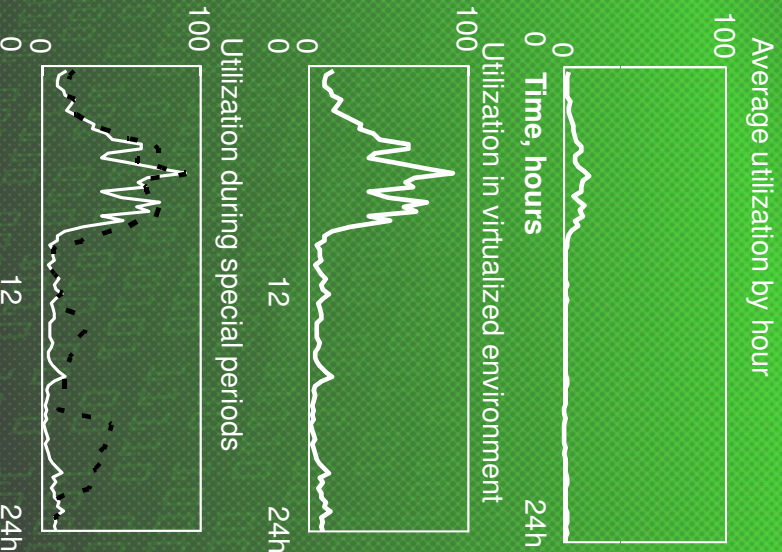 Average utilization by hour
100
0
0
Time, hours
24h
Utilization in virtualized environment
100
0
0
12
24h
Utilization during special periods
100
0
0
12
24h